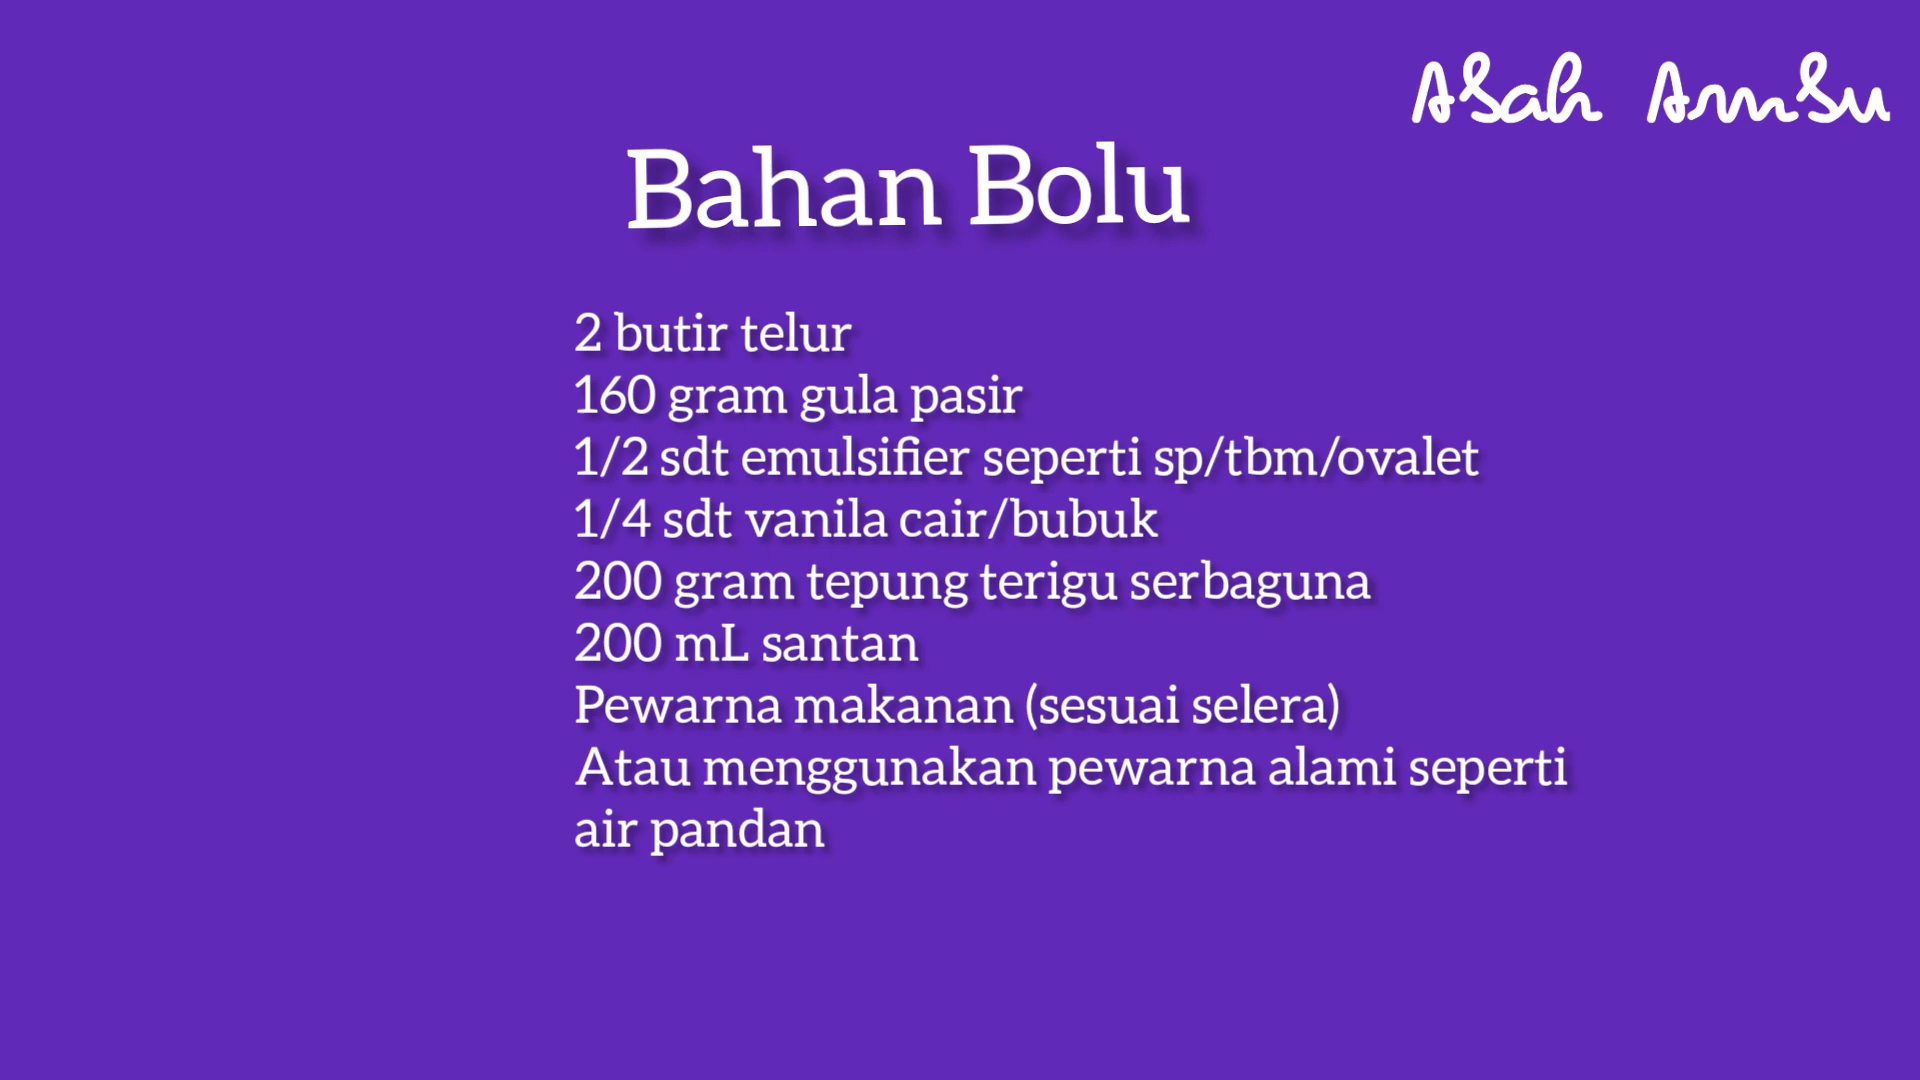 Abah Ambu
Bahan Bolu
2 butir telur
160 gram gula pasir
1/2 sdt emulsifier seperti sp/tbm/ovalet
1/4 sdt vanila cair/bubuk
200 gram tepung terigu serbaguna
200 mL santan
Pewarna makanan (sesuai selera)
Atau menggunakan pewarna alami seperti
air pandan